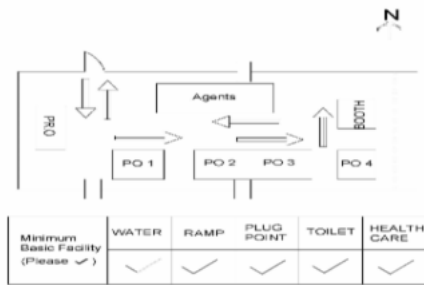 N
Agents
PRO
BOOTH
PO 1
PO 2
PO 3
PO 4
Minimum
Basic Facility
(Please ✓)
WATER
RAMP
PLUG
POINT
TOILET
HEALTH
CARE
✓ ✓ ✓ ✓ ✓